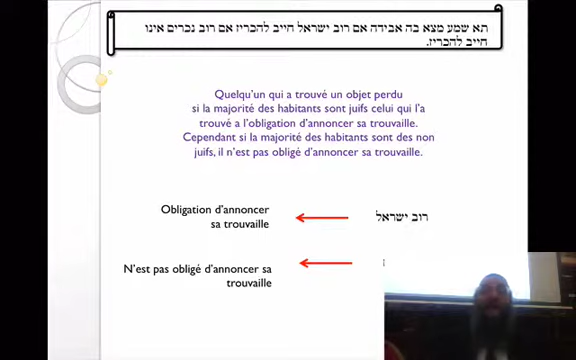 תא שמע מצא בה אבידה אם רוב ישראל חייב להכריז אם רוב נכרים אינו
חייב להכריז.
Quelqu'un qui a trouvé un objet perdu
si la majorité des habitants sont juifs celui qui l'a
trouvé a l'obligation d'annoncer sa trouvaille.
Cependant si la majorité des habitants sont des non
juifs, il n'est pas obligé d'annoncer sa trouvaille.
Obligation d'annoncer
sa trouvaille
רוב ישראל
N'est pas obligé d'annoncer sa
trouvaille